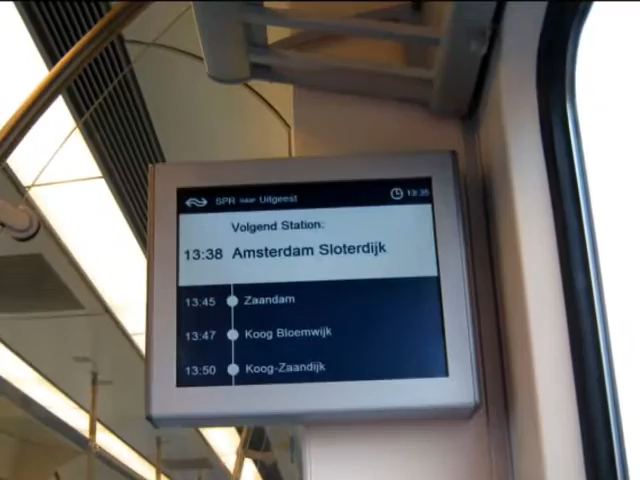 SPR naar Uitgeest 13:35
Volgend Station:
13:38 Amsterdam Sloterdijk
13:45 Zaandam
13:47 Koog Bloemwijk
13:50 Koog-Zaandijk